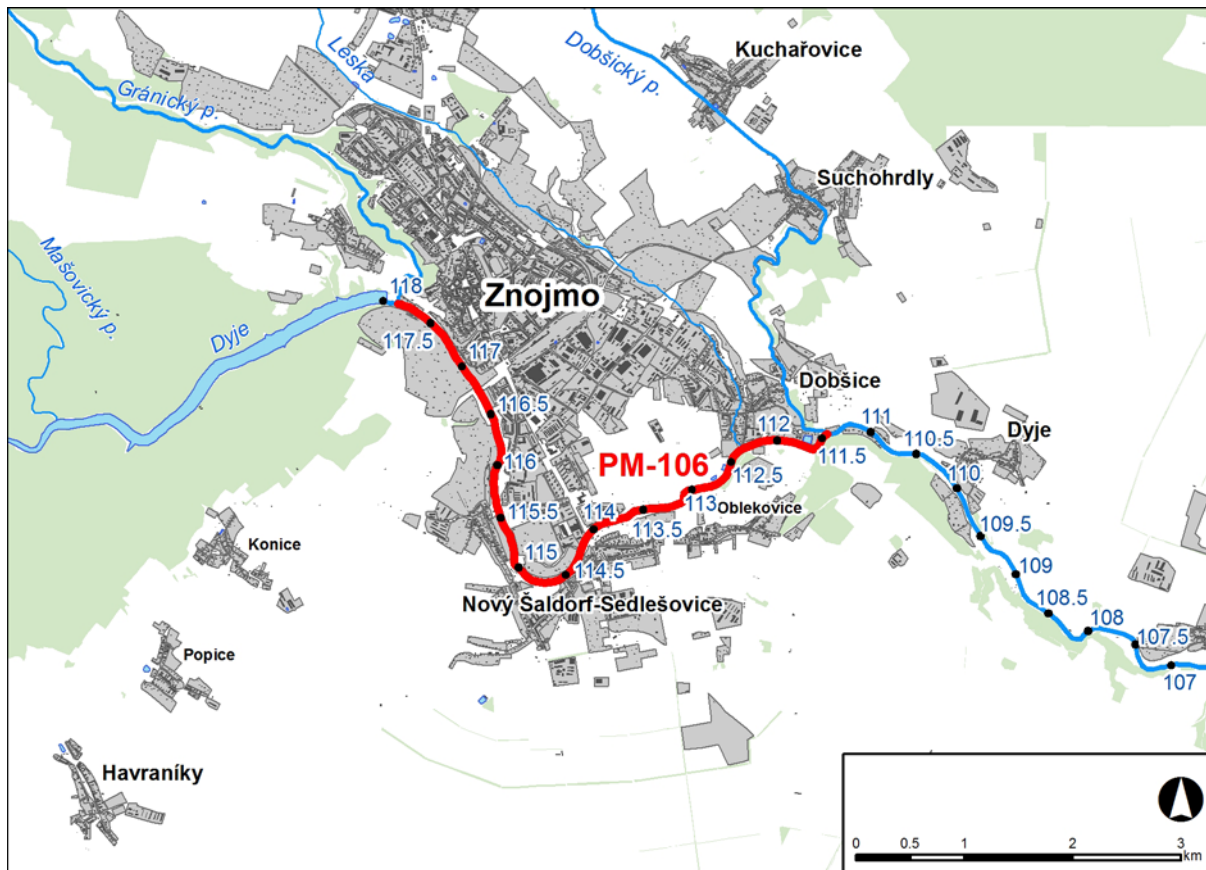 Kuchařovice
Léska
Dobšický p.
Gránický p.
Suchohrdly
Mašovický p.
118
Znojmo
Dyje
117.5
117
Dobšice
116.5
112
111
111.5
110.5
Dyje
116
PM-106
112.5
110
113
Oblekovice
115.5
114
113.5
109.5
Konice
115
114.5
109
Nový Šaldorf-Sedlešovice
108.5
108
107.5
Popice
107
Havraníky
0 0.5 1 2 3
km